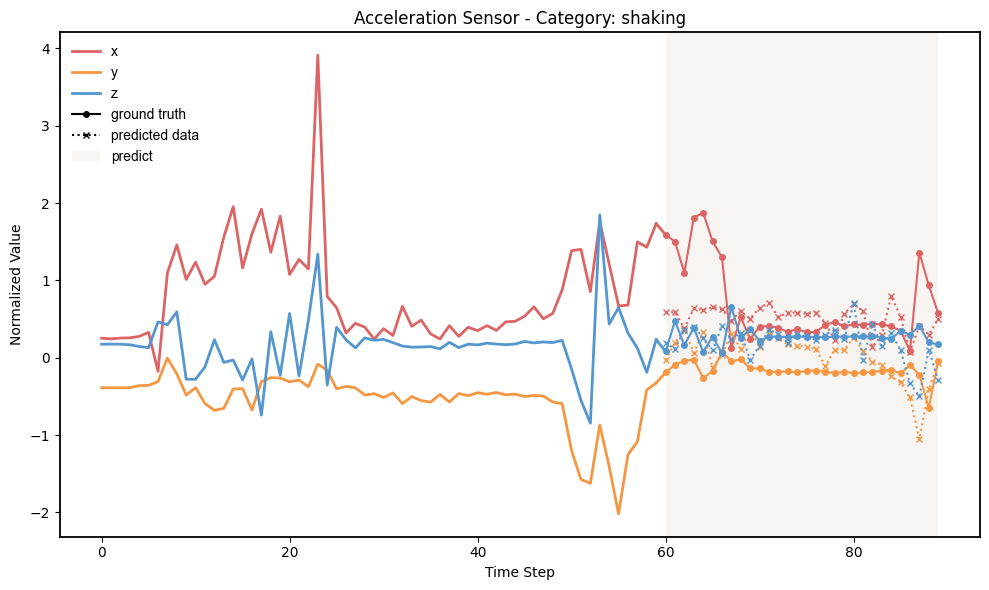 Acceleration Sensor - Category: shaking
x
y
z
ground truth
predicted data
predict
Normalized Value
4
3
2
1
0
−1
−2
0
20
40
60
80
Time Step